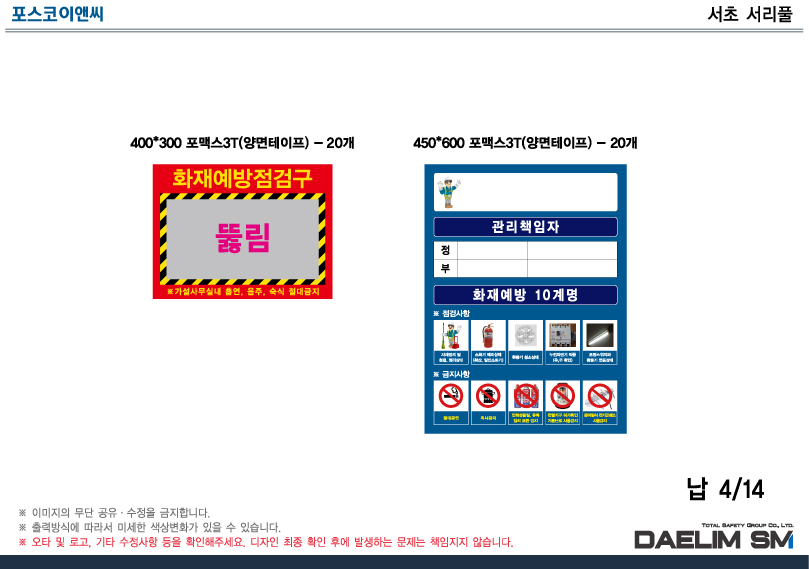 포스코이앤씨
서초 서리풀
400*300 포맥스3T(양면테이프) - 20개
450*600 포맥스3T(양면테이프) - 20개
화재예방점검구
뚫림
※가설사무실내 흡연, 음주, 숙식 절대금지
관리책임자
정
부
화재예방 10계명
※ 점검사항
※ 금지사항
납 4/14
※ 이미지의 무단 공유 · 수정을 금지합니다.
※ 출력방식에 따라서 미세한 색상변화가 있을 수 있습니다.
※ 오타 및 로고, 기타 수정사항 등을 확인해주세요. 디자인 최종 확인 후에 발생하는 문제는 책임지지 않습니다.
TOTAL SAFETY GROUP CO., LTD.
DAELIM SM